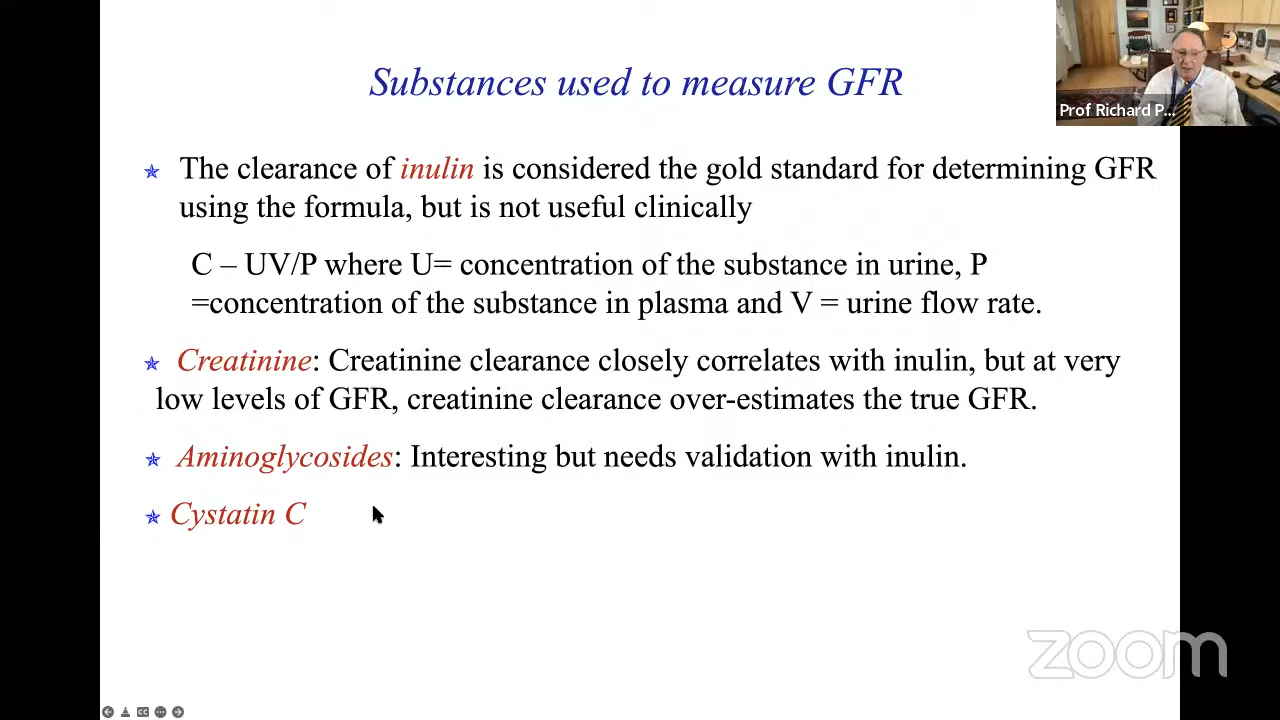 Substances used to measure GFR
Prof Richard P...
The clearance of inulin is considered the gold standard for determining GFR
using the formula, but is not useful clinically
C – UV/P where U= concentration of the substance in urine, P
=concentration of the substance in plasma and V = urine flow rate.
Creatinine: Creatinine clearance closely correlates with inulin, but at very
low levels of GFR, creatinine clearance over-estimates the true GFR.
Aminoglycosides: Interesting but needs validation with inulin.
Cystatin C
zoom
CC